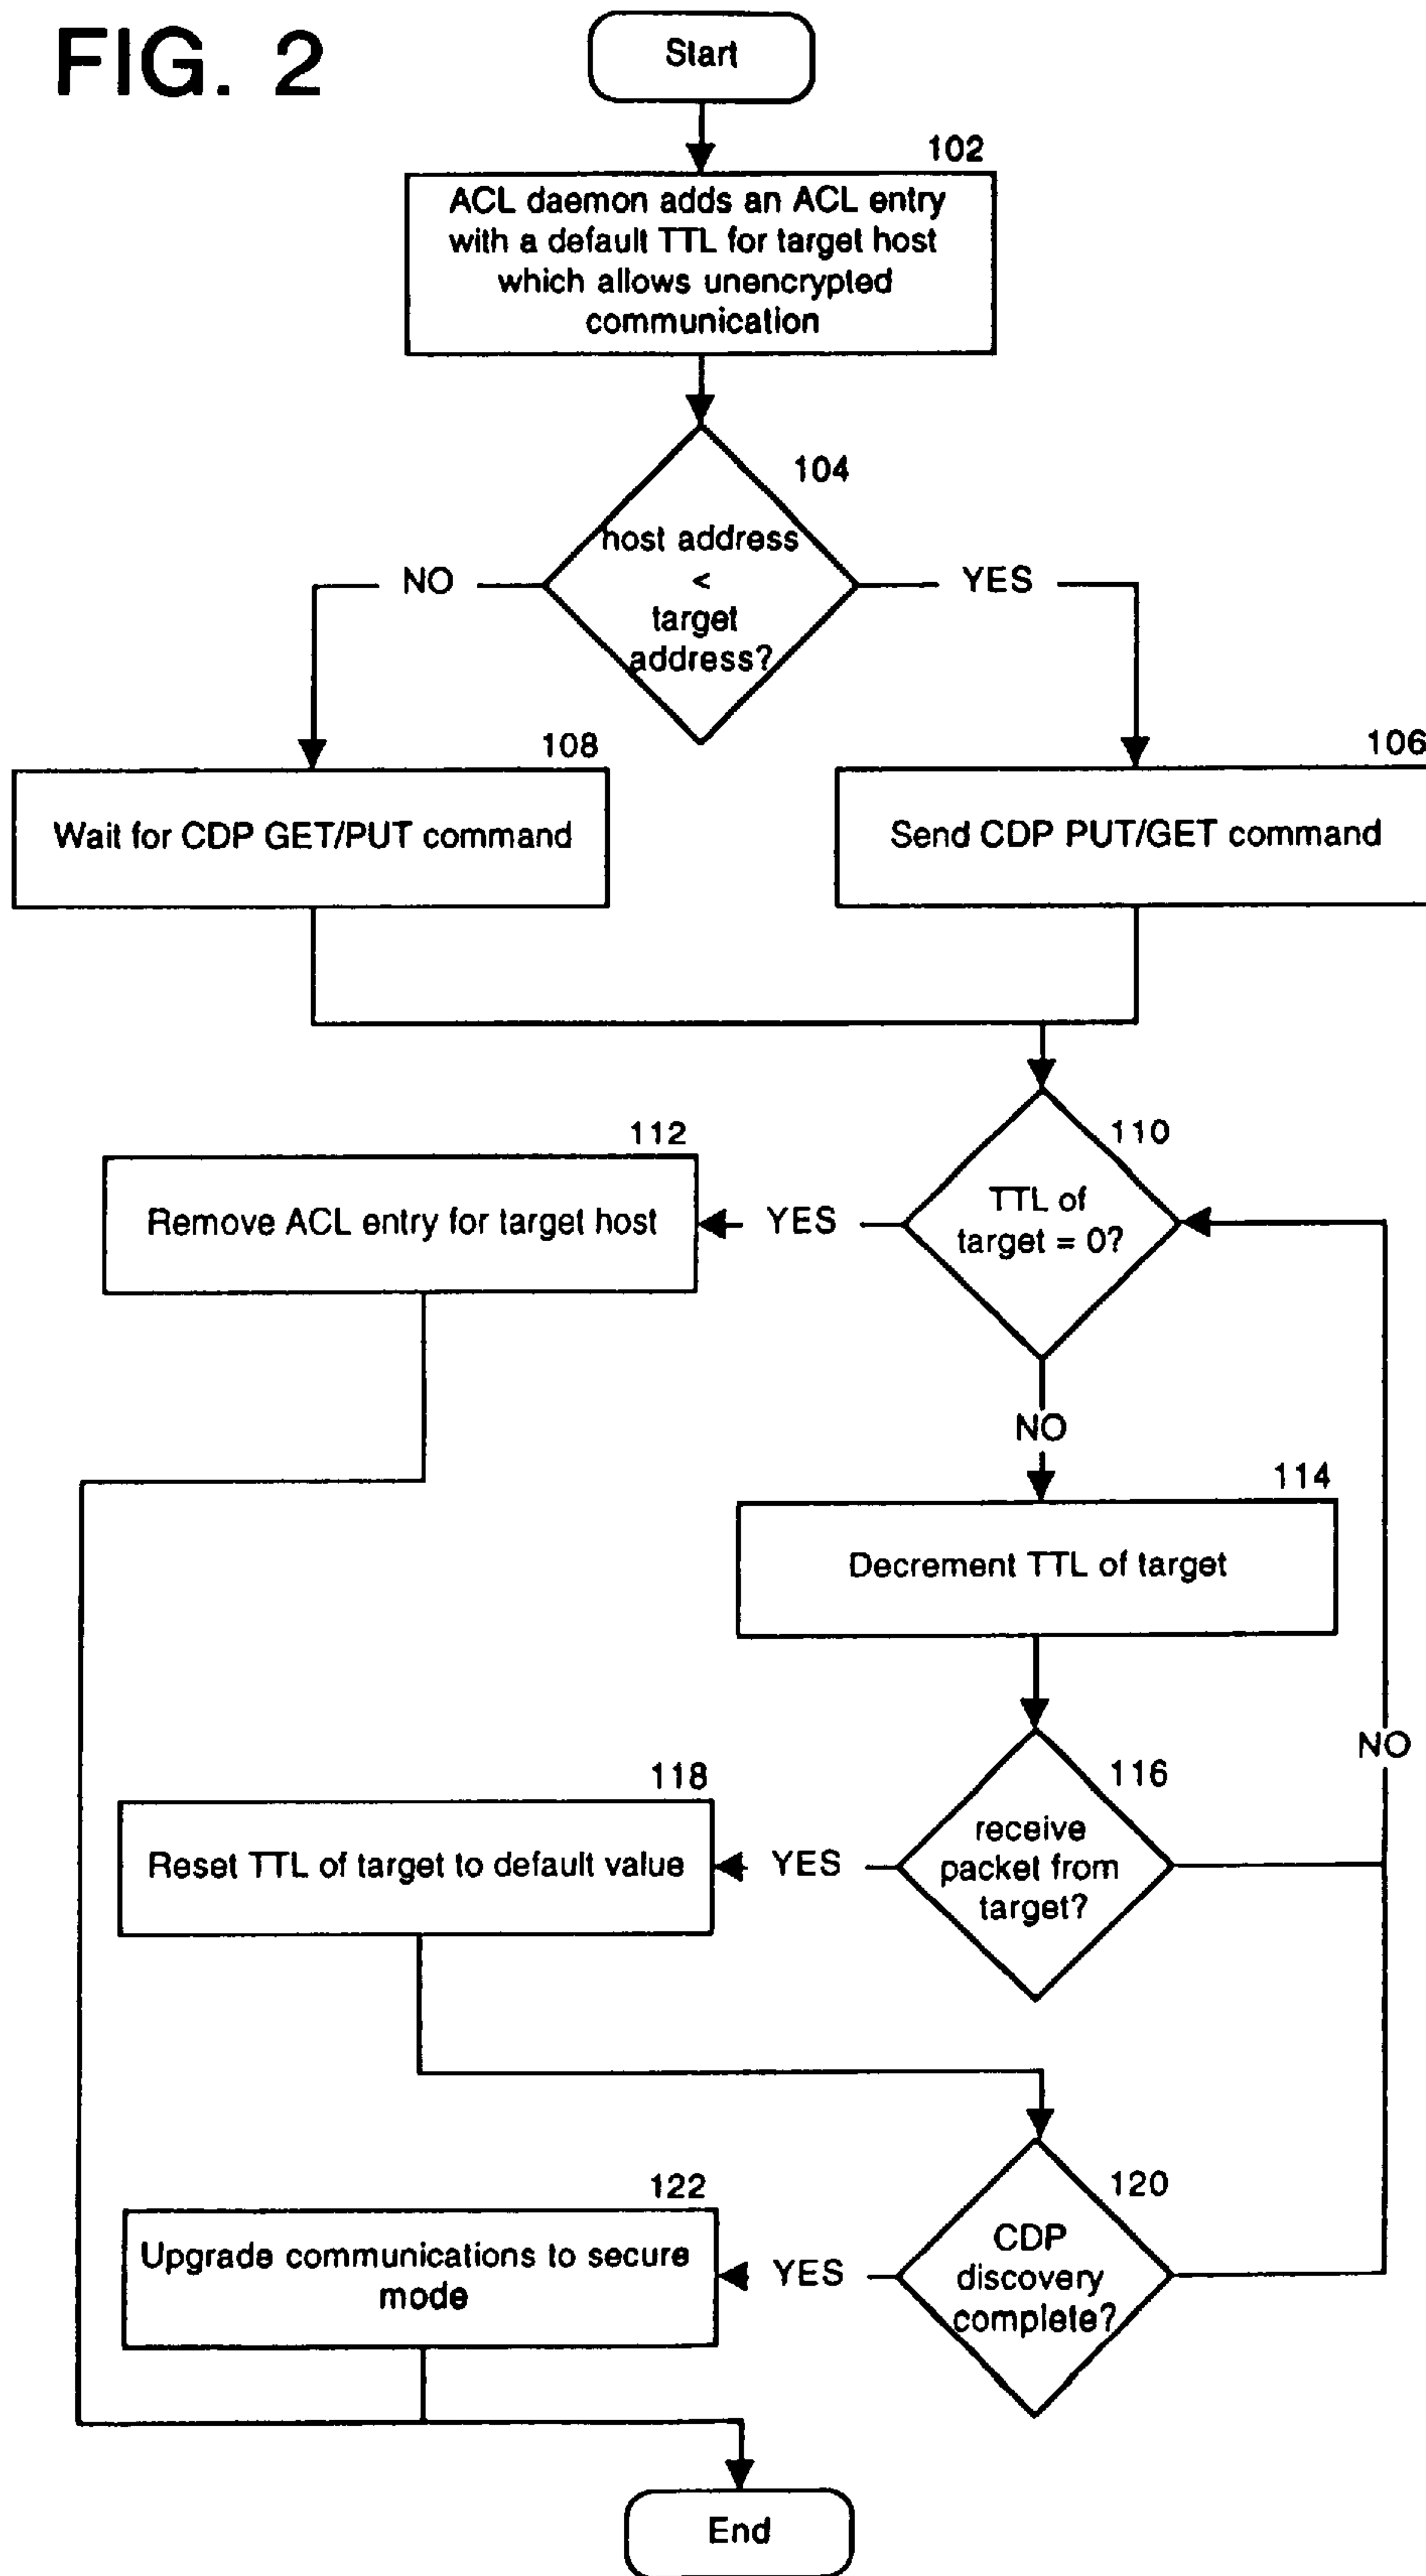 FIG. 2
Start
102
ACL daemon adds an ACL entry
with a default TTL for target host
which allows unencrypted
communication
104
host address
<
target
address?
NO
YES
108
Wait for CDP GET/PUT command
106
Send CDP PUT/GET command
110
TTL of
target = 0?
YES
112
Remove ACL entry for target host
NO
114
Decrement TTL of target
NO
116
receive
packet from
target?
YES
118
Reset TTL of target to default value
120
CDP
discovery
complete?
YES
122
Upgrade communications to secure
mode
End